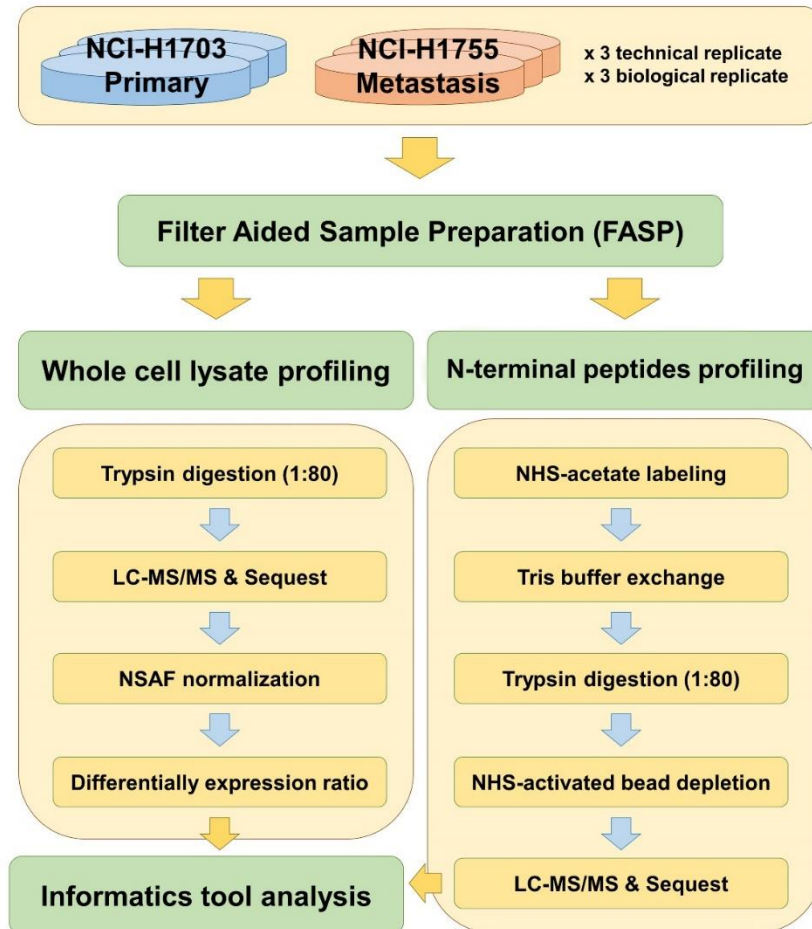 NCI-H1703
Primary
NCI-H1755
Metastasis
x 3 technical replicate
x 3 biological replicate
Filter Aided Sample Preparation (FASP)
Whole cell lysate profiling
Trypsin digestion (1:80)
LC-MS/MS & Sequest
NSAF normalization
Differentially expression ratio
N-terminal peptides profiling
NHS-acetate labeling
Tris buffer exchange
Trypsin digestion (1:80)
NHS-activated bead depletion
LC-MS/MS & Sequest
Informatics tool analysis